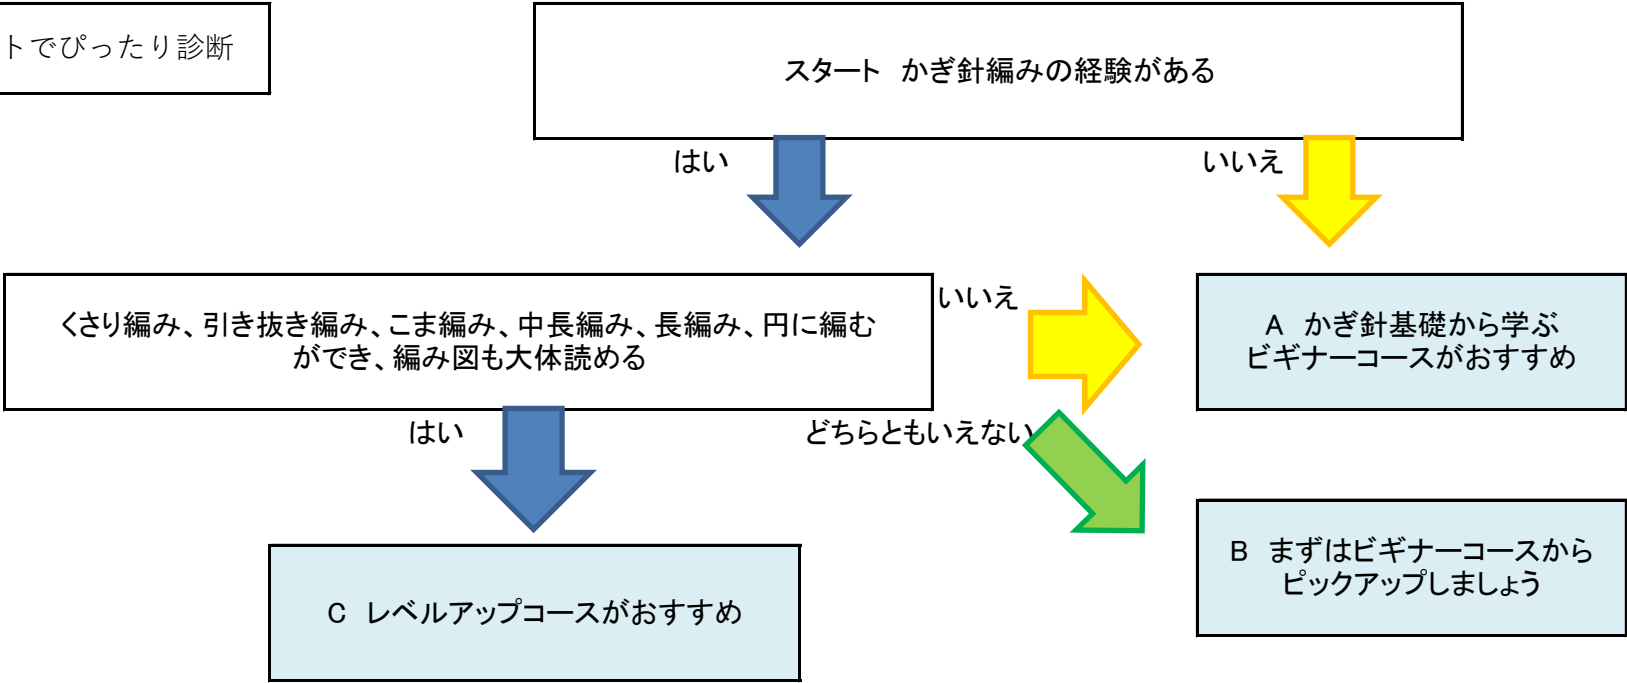 トでぴったり診断
スタート　かぎ針編みの経験がある
はい
いいえ
くさり編み、引き抜き編み、こま編み、中長編み、長編み、円に編む
ができ、編み図も大体読める
いいえ
A　かぎ針基礎から学ぶ
ビギナーコースがおすすめ
はい
どちらともいえない
B　まずはビギナーコースから
ピックアップしましょう
C　レベルアップコースがおすすめ